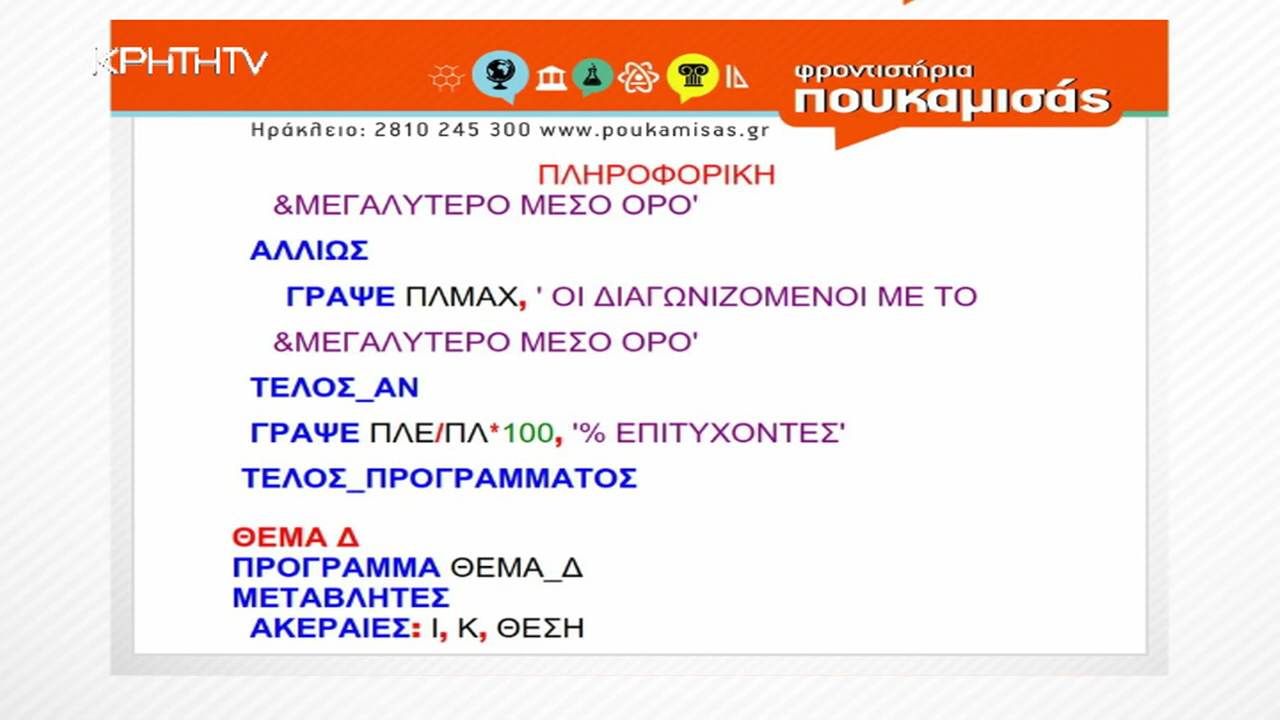 ΚΡΗΤΗTV
φροντιστήρια
πουκαμισάς
Ηράκλειο: 2810 245 300 www.poukamisas.gr
ΠΛΗΡΟΦΟΡΙΚΗ
&ΜΕΓΑΛΥΤΕΡΟ ΜΕΣΟ ΟΡΟ'
ΑΛΛΙΩΣ
ΓΡΑΨΕ ΠΛΜΑΧ, ' ΟΙ ΔΙΑΓΩΝΙΖΟΜΕΝΟΙ ΜΕ ΤΟ
&ΜΕΓΑΛΥΤΕΡΟ ΜΕΣΟ ΟΡΟ'
ΤΕΛΟΣ_ΑΝ
ΓΡΑΨΕ ΠΛΕ/ΠΛ*100, '% ΕΠΙΤΥΧΟΝΤΕΣ'
ΤΕΛΟΣ_ΠΡΟΓΡΑΜΜΑΤΟΣ
ΘΕΜΑ Δ
ΠΡΟΓΡΑΜΜΑ ΘΕΜΑ_Δ
ΜΕΤΑΒΛΗΤΕΣ
ΑΚΕΡΑΙΕΣ: Ι, Κ, ΘΕΣΗ